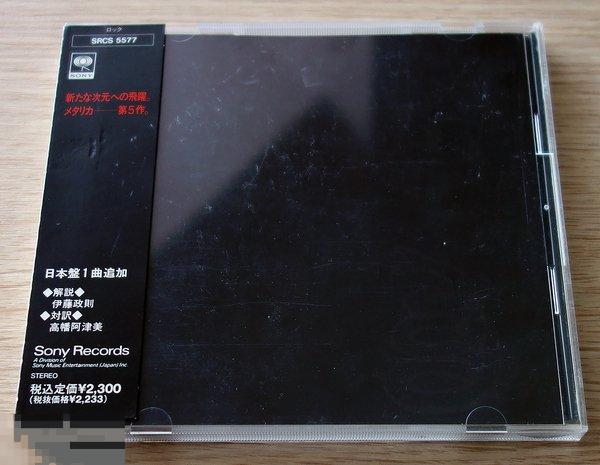 ロック
SRCS 5577
SONY
新たな次元への飛躍。
メタリカ──第5作。
日本盤1曲追加
◆解説◆
伊藤政則
◆対訳◆
高幡阿津美
Sony Records
A Division of
Sony Music Entertainment (Japan) Inc.
STEREO
税込定価¥2,300
(税抜価格¥2,233)